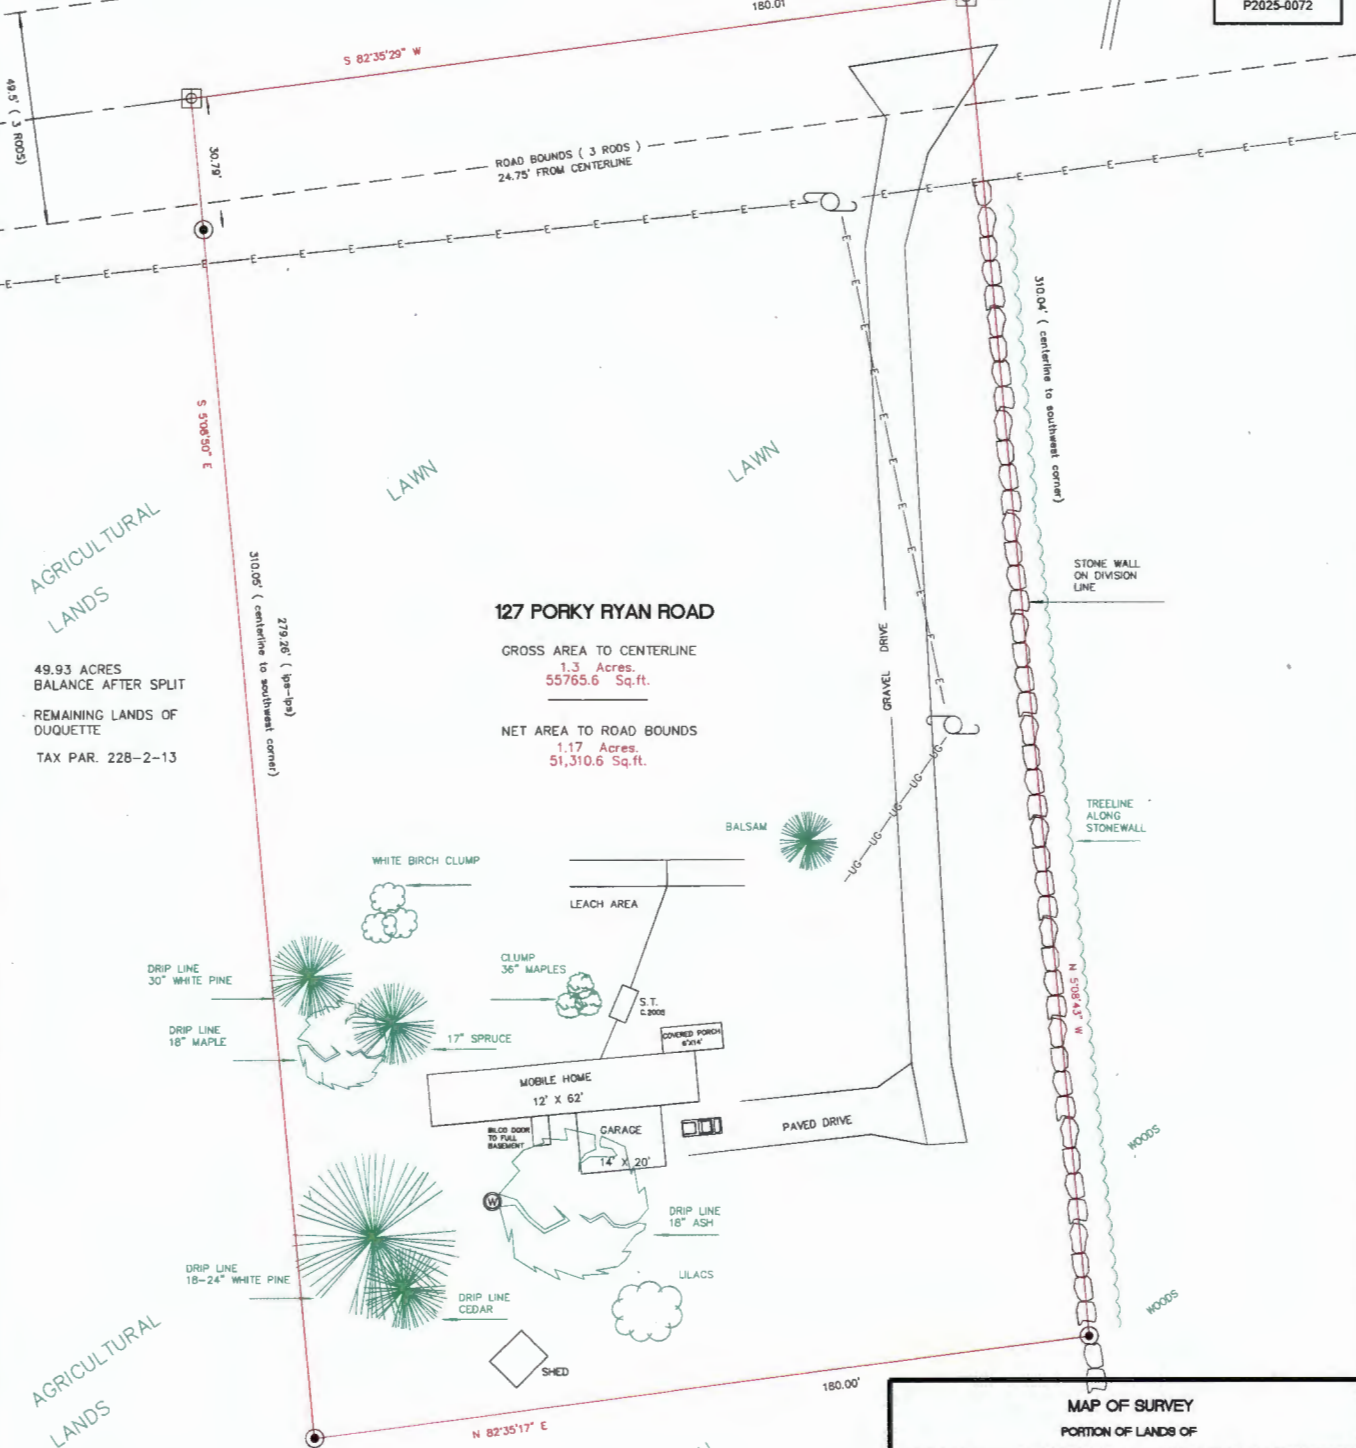 180.01
P2025-0072
S 82°35'29" W
49.5' ( 3 RODS)
30.79'
ROAD BOUNDS ( 3 RODS )
24.75' FROM CENTERLINE
310.04' ( centerline to southwest corner)
S 5°08'50" E
LAWN
LAWN
AGRICULTURAL
LANDS
STONE WALL
ON DIVISION
LINE
310.05' ( centerline to southwest corner)
279.26' ( ips-ips)
127 PORKY RYAN ROAD
GROSS AREA TO CENTERLINE
1.3 Acres.
55765.6 Sq.ft.
NET AREA TO ROAD BOUNDS
1.17 Acres.
51,310.6 Sq.ft.
GRAVEL DRIVE
49.93 ACRES
BALANCE AFTER SPLIT
REMAINING LANDS OF
DUQUETTE
TAX PAR. 228-2-13
BALSAM
TREELINE
ALONG
STONEWALL
WHITE BIRCH CLUMP
LEACH AREA
DRIP LINE
30" WHITE PINE
CLUMP
36" MAPLES
S.T.
C.2005
N 5°08'43" W
DRIP LINE
18" MAPLE
17" SPRUCE
COVERED PORCH
6'X14'
MOBILE HOME
12' X 62'
BILCO DOOR
TO FULL
BASEMENT
GARAGE
14' X 20'
PAVED DRIVE
WOODS
W
DRIP LINE
18" ASH
DRIP LINE
18-24" WHITE PINE
DRIP LINE
CEDAR
LILACS
WOODS
AGRICULTURAL
LANDS
SHED
180.00'
N 82°35'17" E
MAP OF SURVEY
PORTION OF LANDS OF